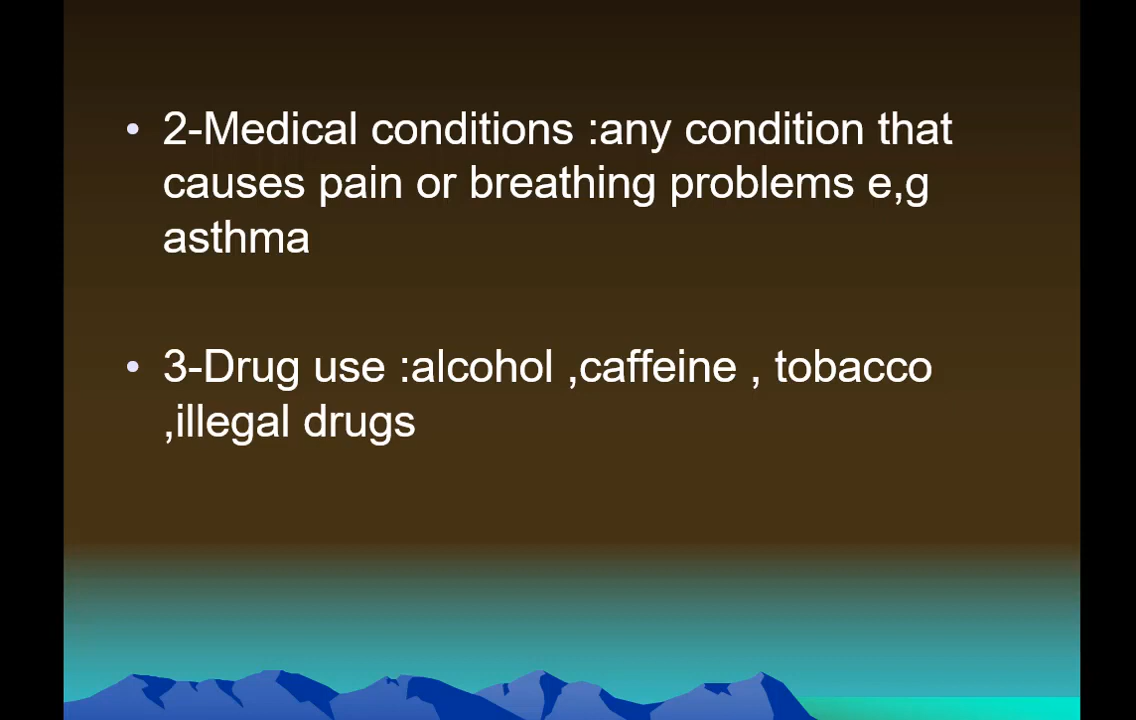 • 2-Medical conditions :any condition that
causes pain or breathing problems e,g
asthma
• 3-Drug use :alcohol ,caffeine , tobacco
,illegal drugs